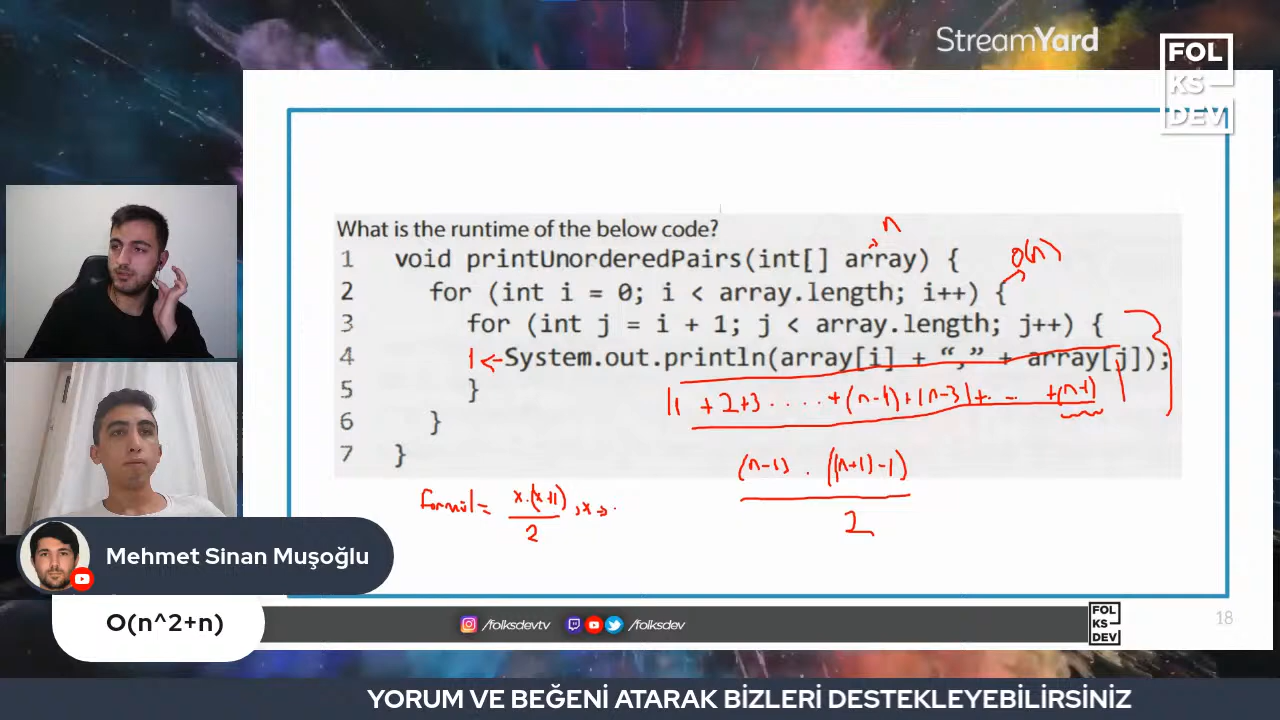 StreamYard
FOL
KS
DEV
What is the runtime of the below code?
n
1 void printUnorderedPairs(int[] array) {
O(n)
2 for (int i = 0; i < array.length; i++) {
3 for (int j = i + 1; j < array.length; j++) {
1 ←
4 System.out.println(array[i] + “,” + array[j]);
5 }
1 + 2 + 3 . . . . + (n-4) + (n-3) + . . . + (n-1)
6 }
7 }
(n-1) . ((n+1)-1)
2
Formül = x.(x+1) , x →
2
Mehmet Sinan Muşoğlu
O(n^2+n)
/folksdevtv /folksdev
FOL
KS
DEV
18
YORUM VE BEĞENİ ATARAK BİZLERİ DESTEKLEYEBİLİRSİNİZ